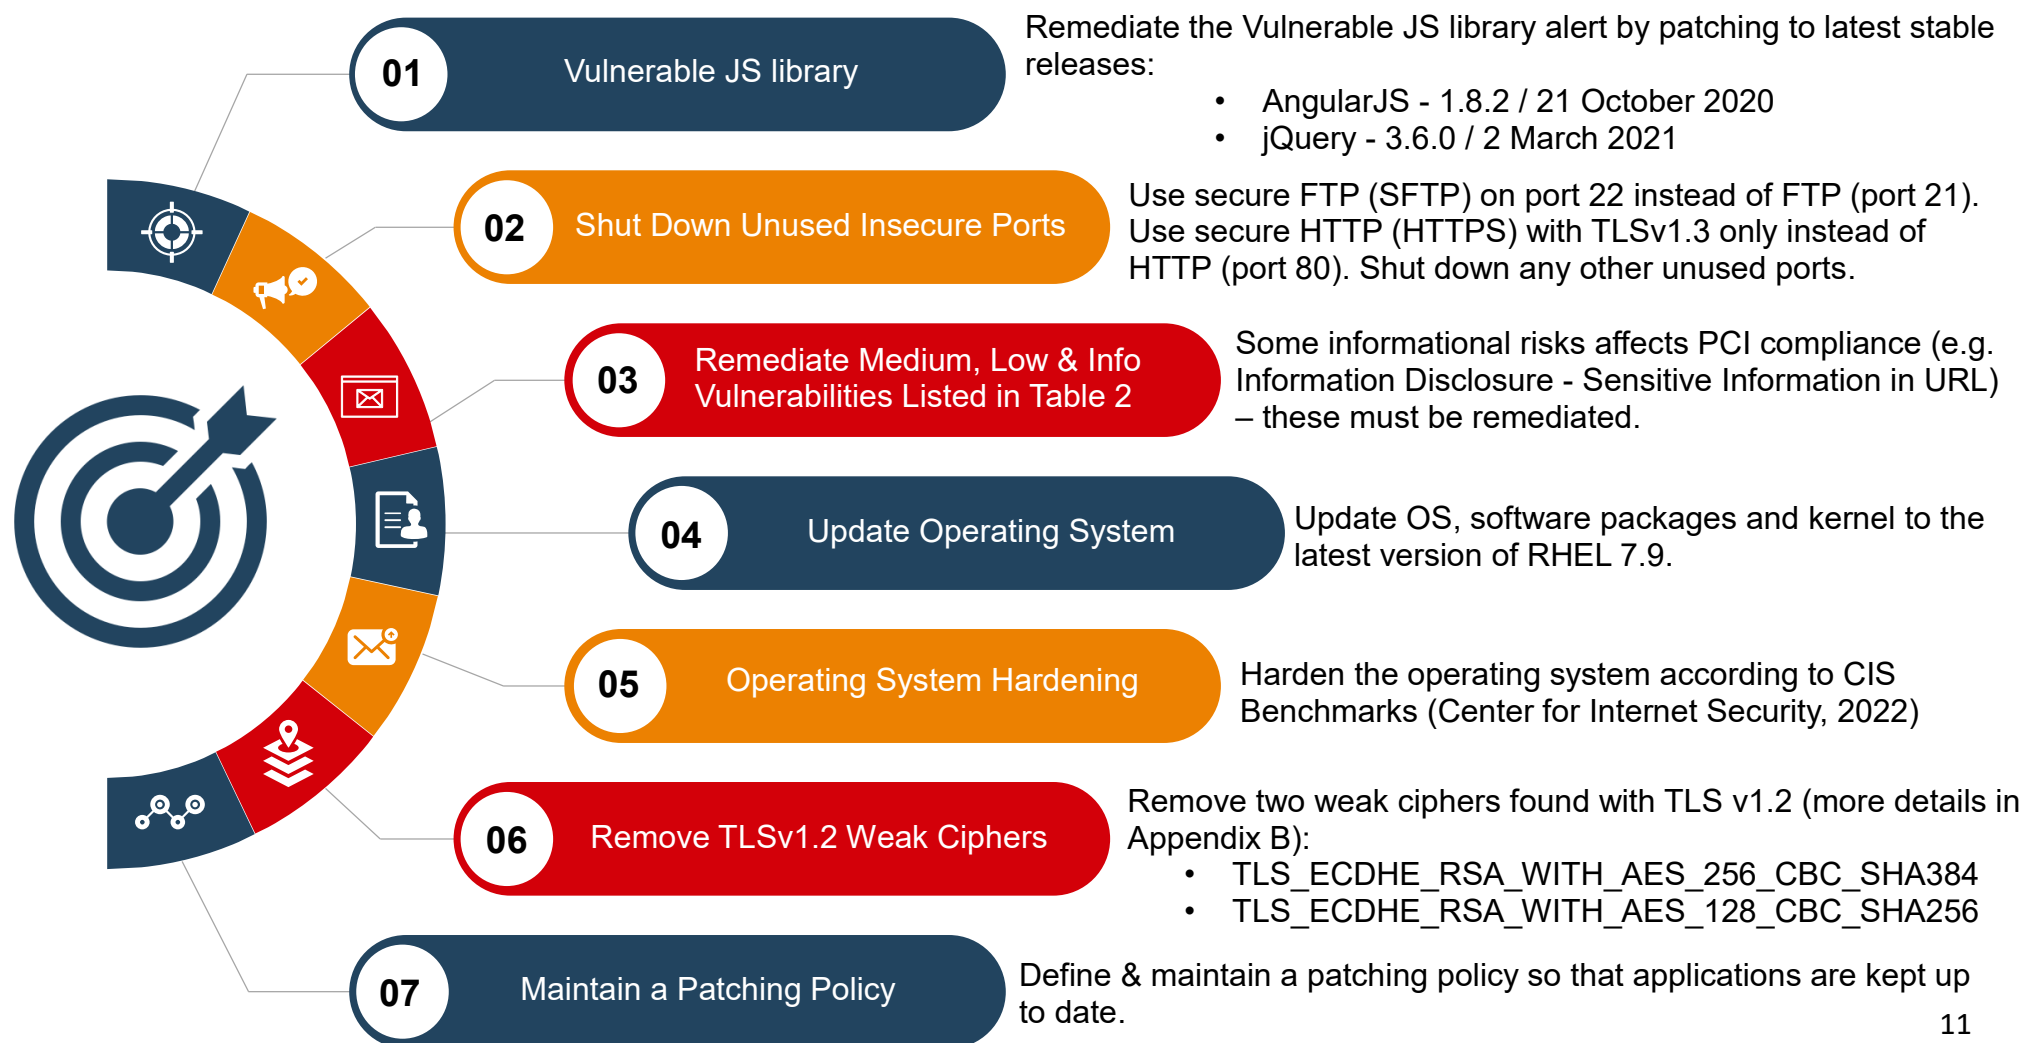 01
Vulnerable JS library
Remediate the Vulnerable JS library alert by patching to latest stable
releases:
• AngularJS - 1.8.2 / 21 October 2020
• jQuery - 3.6.0 / 2 March 2021
02
Shut Down Unused Insecure Ports
Use secure FTP (SFTP) on port 22 instead of FTP (port 21).
Use secure HTTP (HTTPS) with TLSv1.3 only instead of
HTTP (port 80). Shut down any other unused ports.
03
Remediate Medium, Low & Info
Vulnerabilities Listed in Table 2
Some informational risks affects PCI compliance (e.g.
Information Disclosure - Sensitive Information in URL)
– these must be remediated.
04
Update Operating System
Update OS, software packages and kernel to the
latest version of RHEL 7.9.
05
Operating System Hardening
Harden the operating system according to CIS
Benchmarks (Center for Internet Security, 2022)
06
Remove TLSv1.2 Weak Ciphers
Remove two weak ciphers found with TLS v1.2 (more details in
Appendix B):
• TLS_ECDHE_RSA_WITH_AES_256_CBC_SHA384
• TLS_ECDHE_RSA_WITH_AES_128_CBC_SHA256
07
Maintain a Patching Policy
Define & maintain a patching policy so that applications are kept up
to date.
11